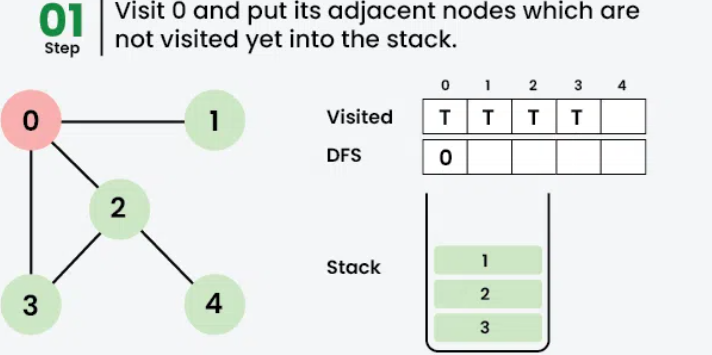 01
Step
Visit 0 and put its adjacent nodes which are
not visited yet into the stack.
0 1 2 3 4
Visited T T T T
DFS 0
0
1
2
3
4
Stack
1
2
3